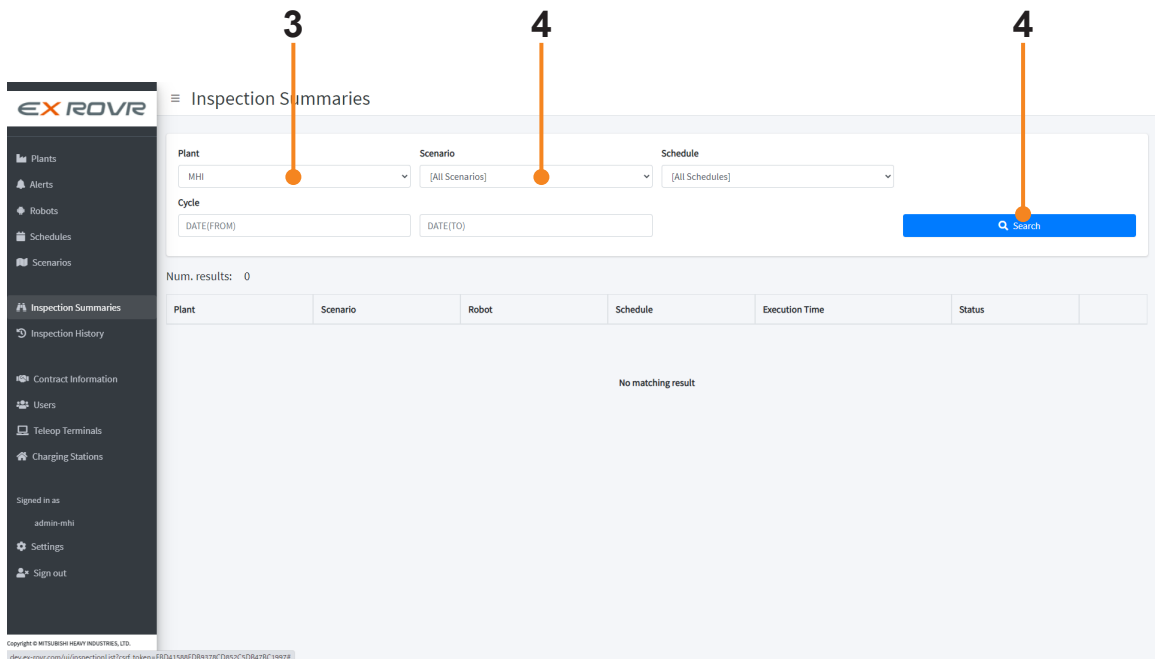 3 4 4
EX ROVR
≡ Inspection Summaries
Plants
Alerts
Robots
Schedules
Scenarios
Inspection Summaries
Inspection History
Contract Information
Users
Teleop Terminals
Charging Stations
Signed in as
admin-mhi
Settings
Sign out
Copyright © MITSUBISHI HEAVY INDUSTRIES, LTD.
Plant Scenario Schedule
MHI [All Scenarios] [All Schedules]
Cycle
DATE(FROM) DATE(TO) Search
Num. results: 0
Plant Scenario Robot Schedule Execution Time Status
No matching result